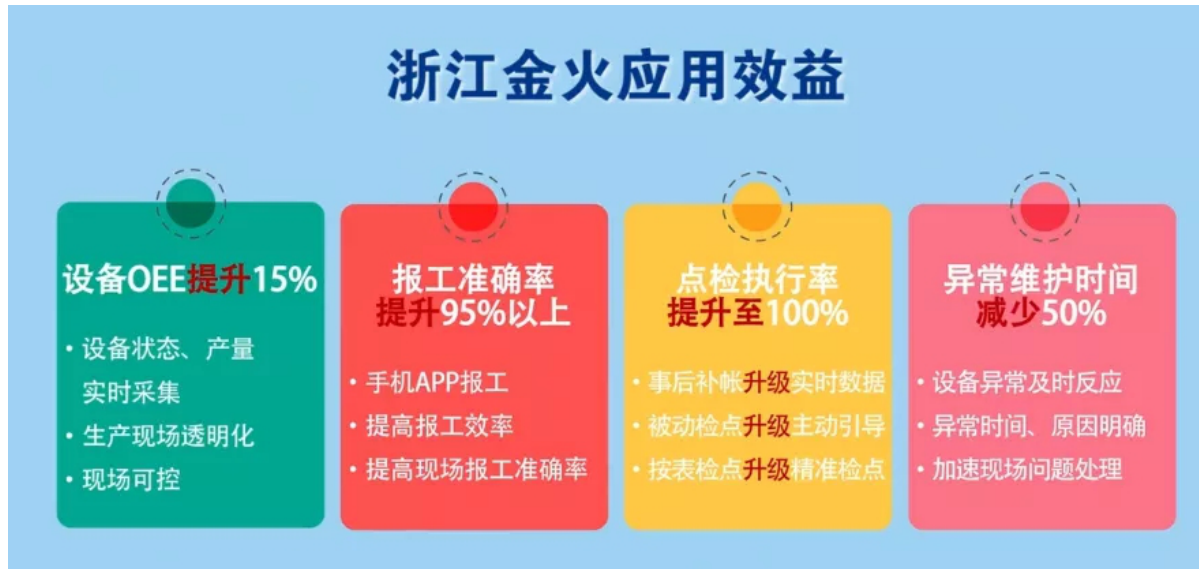 浙江金火应用效益
设备OEE提升15%
• 设备状态、产量
实时采集
• 生产现场透明化
• 现场可控
报工准确率
提升95%以上
• 手机APP报工
• 提高报工效率
• 提高现场报工准确率
点检执行率
提升至100%
• 事后补帐升级实时数据
• 被动检点升级主动引导
• 按表检点升级精准检点
异常维护时间
减少50%
• 设备异常及时反应
• 异常时间、原因明确
• 加速现场问题处理